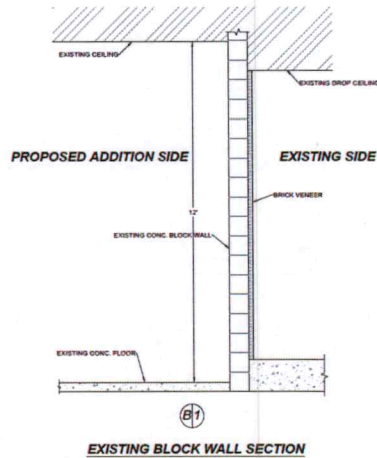 EXISTING CEILING
EXISTING DROP CEILING
PROPOSED ADDITION SIDE
EXISTING SIDE
BRICK VENEER
12'
EXISTING CONC. BLOCK WALL
EXISTING CONC. FLOOR
B 1
EXISTING BLOCK WALL SECTION